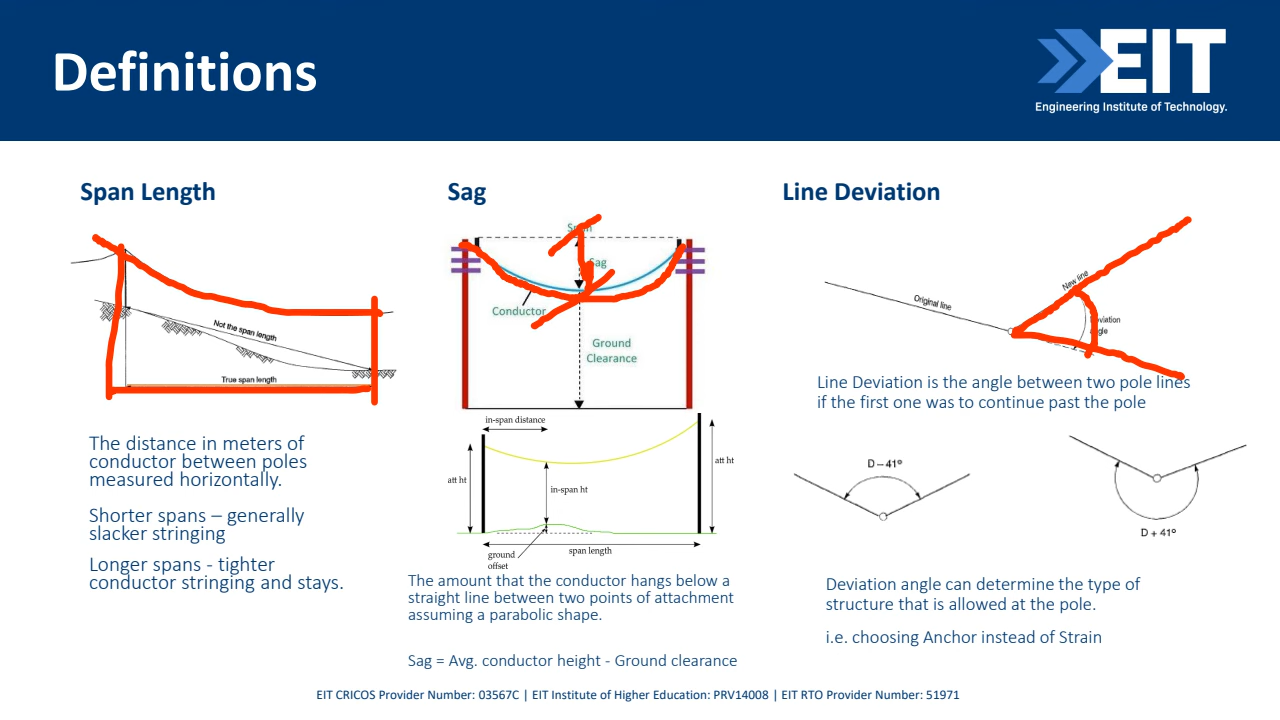 Definitions
EIT
Engineering Institute of Technology.
Span Length
Not the span length
True span length
The distance in meters of
conductor between poles
measured horizontally.
Shorter spans – generally
slacker stringing
Longer spans - tighter
conductor stringing and stays.
Sag
Sag
Conductor
Ground
Clearance
in-span distance
att ht
in-span ht
att ht
ground
offset
span length
The amount that the conductor hangs below a
straight line between two points of attachment
assuming a parabolic shape.
Sag = Avg. conductor height - Ground clearance
Line Deviation
Original line
New line
angle
Line Deviation is the angle between two pole lines
if the first one was to continue past the pole
D – 41º
D + 41º
Deviation angle can determine the type of
structure that is allowed at the pole.
i.e. choosing Anchor instead of Strain
EIT CRICOS Provider Number: 03567C | EIT Institute of Higher Education: PRV14008 | EIT RTO Provider Number: 51971